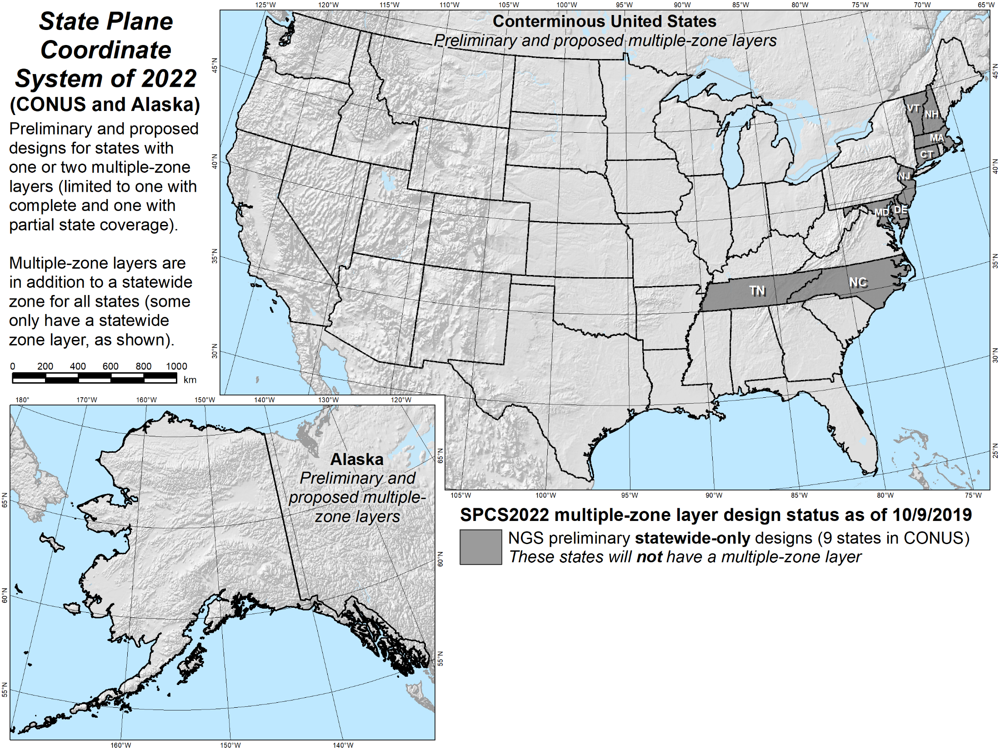 State Plane
Coordinate
System of 2022
(CONUS and Alaska)
Preliminary and proposed
designs for states with
one or two multiple-zone
layers (limited to one with
complete and one with
partial state coverage).
Multiple-zone layers are
in addition to a statewide
zone for all states (some
only have a statewide
zone layer, as shown).
0 200 400 600 800 1000
km
125°W 120°W 115°W 110°W 105°W 100°W 95°W 90°W 85°W 80°W 75°W 70°W 65°W
Conterminous United States
Preliminary and proposed multiple-zone layers
45°N
40°N
35°N
30°N
45°N
40°N
35°N
30°N
25°N
VT
NH
MA
CT
NJ
MD
DE
TN
NC
105°W 100°W 95°W 90°W 85°W 80°W 75°W
180° 170°W 160°W 150°W 140°W 130°W 120°W
Alaska
Preliminary and
proposed multiple-
zone layers
65°N
60°N
55°N
65°N
60°N
55°N
160°W 150°W 140°W
SPCS2022 multiple-zone layer design status as of 10/9/2019
NGS preliminary statewide-only designs (9 states in CONUS)
These states will not have a multiple-zone layer